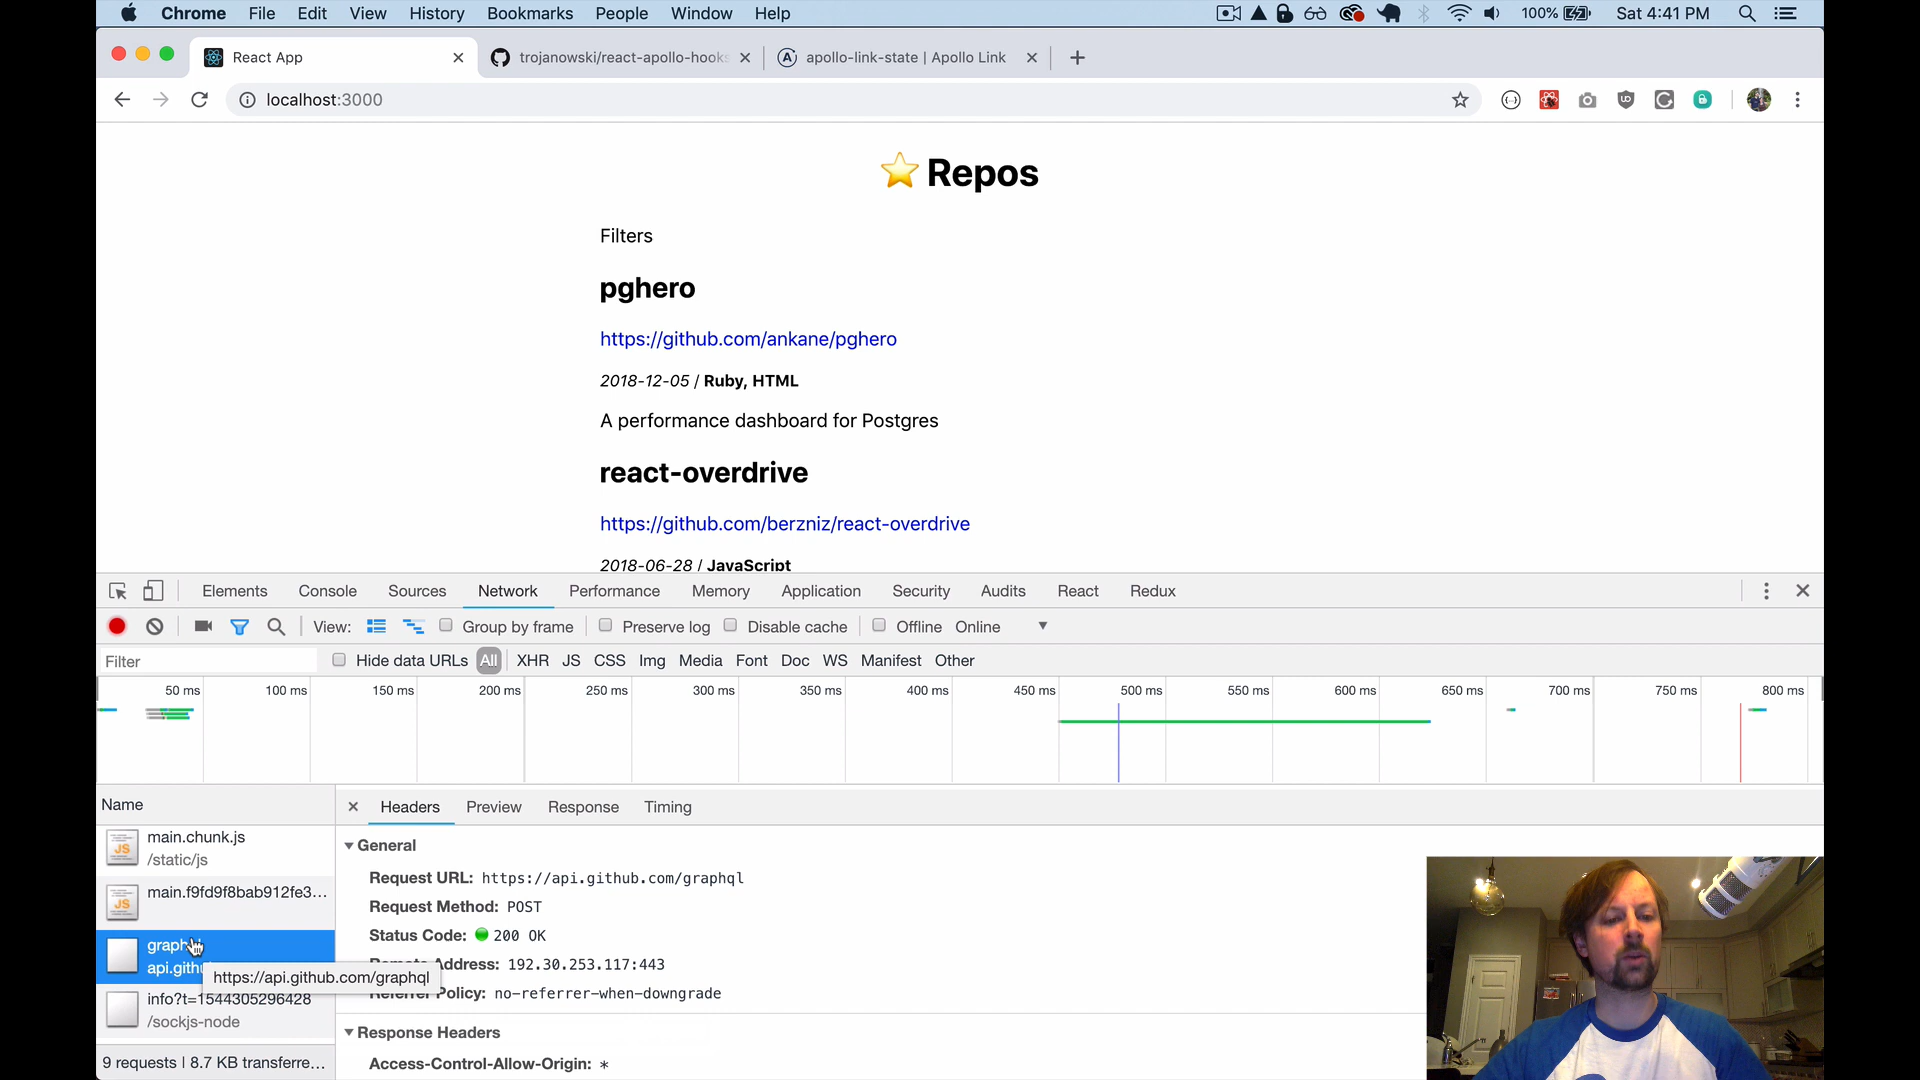 Chrome File Edit View History Bookmarks People Window Help 100% Sat 4:41 PM
React App trojanowski/react-apollo-hooks apollo-link-state | Apollo Link
localhost:3000
⭐ Repos
Filters
pghero
https://github.com/ankane/pghero
2018-12-05 / Ruby, HTML
A performance dashboard for Postgres
react-overdrive
https://github.com/berzniz/react-overdrive
2018-06-28 / JavaScript
Elements Console Sources Network Performance Memory Application Security Audits React Redux
View: Group by frame Preserve log Disable cache Offline Online
Filter Hide data URLs All XHR JS CSS Img Media Font Doc WS Manifest Other
50 ms 100 ms 150 ms 200 ms 250 ms 300 ms 350 ms 400 ms 450 ms 500 ms 550 ms 600 ms 650 ms 700 ms 750 ms 800 ms
Name
main.chunk.js
/static/js
main.f9fd9f8bab912fe3...
api.github
info?t=1544305296428
/sockjs-node
9 requests | 8.7 KB transferre...
Headers Preview Response Timing
General
Request URL: https://api.github.com/graphql
Request Method: POST
Status Code: 200 OK
Address: 192.30.253.117:443
https://api.github.com/graphql
Policy: no-referrer-when-downgrade
Response Headers
Access-Control-Allow-Origin: *